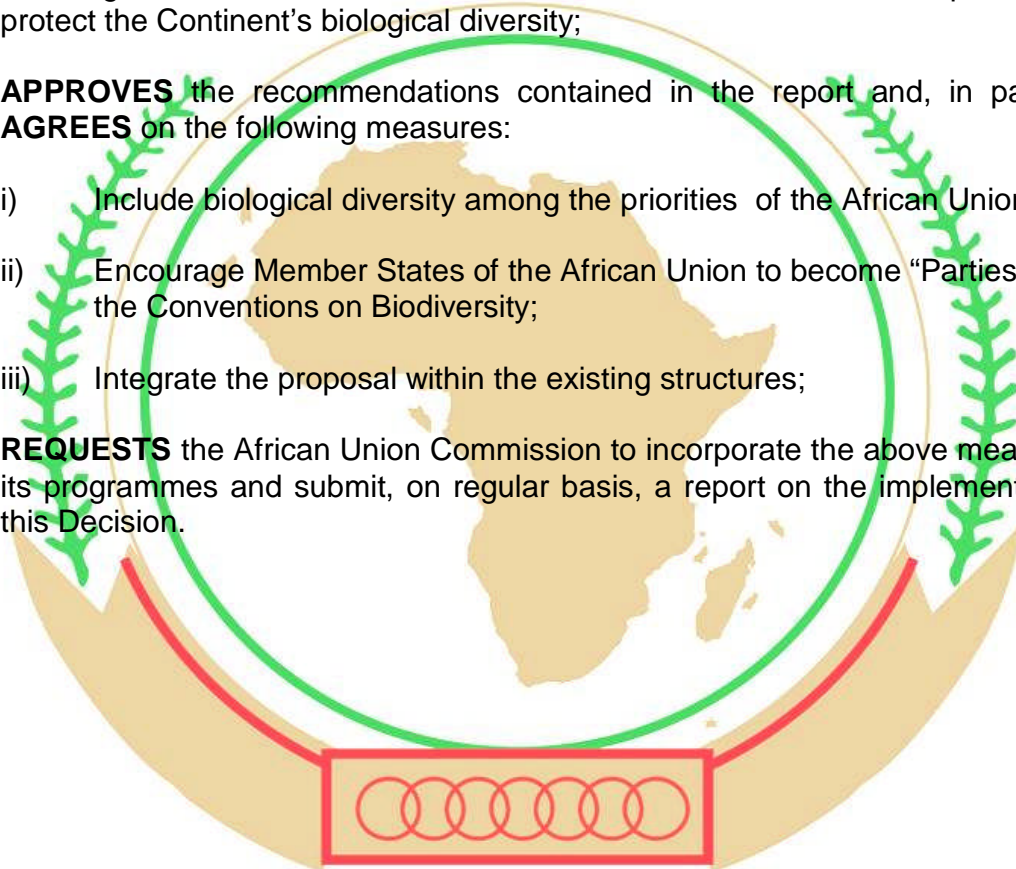 protect the Continent’s biological diversity;
APPROVES the recommendations contained in the report and, in pa
AGREES on the following measures:
i) Include biological diversity among the priorities of the African Union
ii) Encourage Member States of the African Union to become “Parties
the Conventions on Biodiversity;
iii) Integrate the proposal within the existing structures;
REQUESTS the African Union Commission to incorporate the above mea
its programmes and submit, on regular basis, a report on the implement
this Decision.